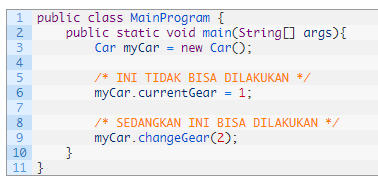 1 public class MainProgram {
2     public static void main(String[] args){
3         Car myCar = new Car();
4
5         /* INI TIDAK BISA DILAKUKAN */
6         myCar.currentGear = 1;
7
8         /* SEDANGKAN INI BISA DILAKUKAN */
9         myCar.changeGear(2);
10     }
11 }